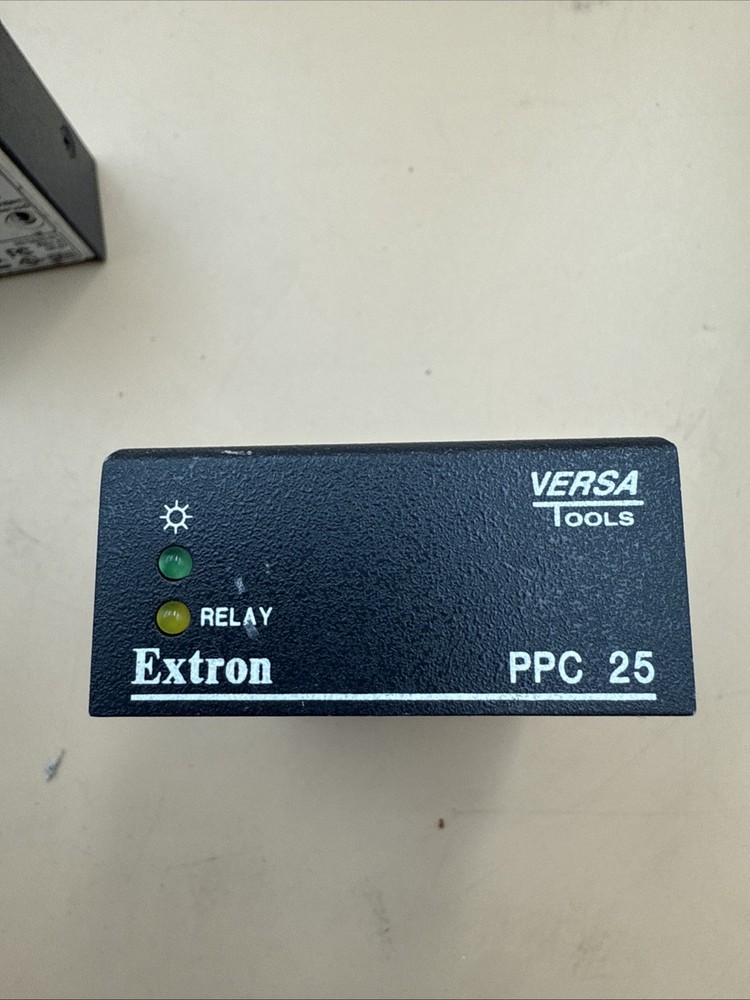 VERSA
TOOLS
RELAY
Extron
PPC 25